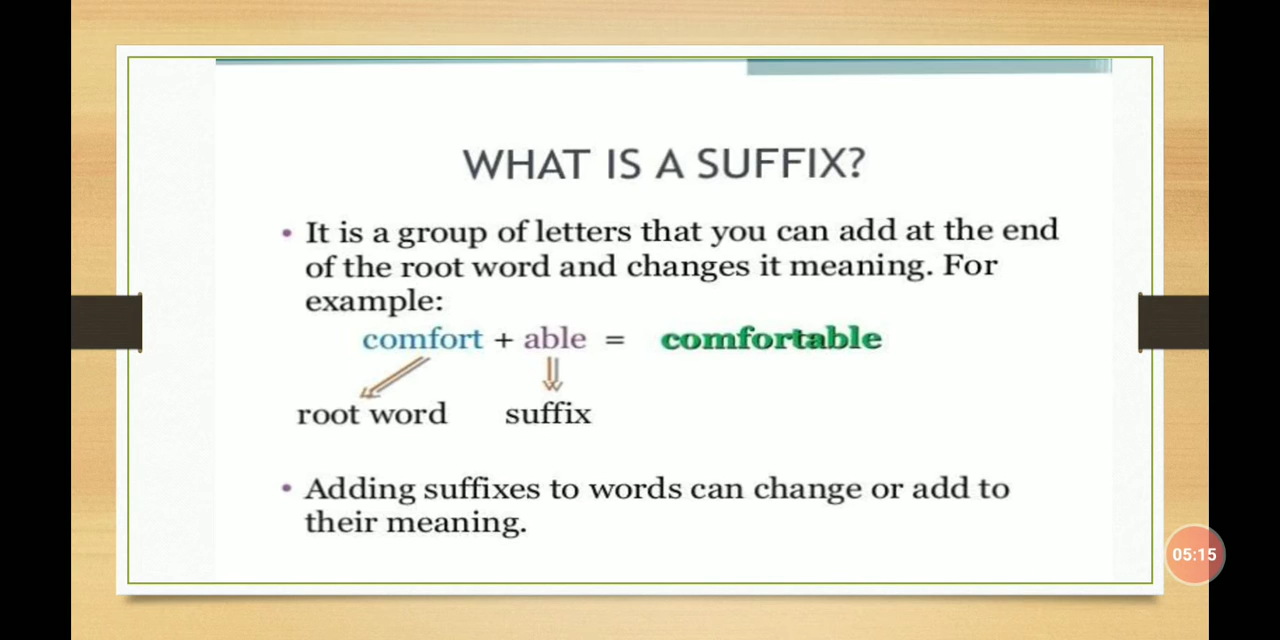 WHAT IS A SUFFIX?
• It is a group of letters that you can add at the end
of the root word and changes it meaning. For
example:
comfort + able = comfortable
root word suffix
• Adding suffixes to words can change or add to
their meaning.
05:15